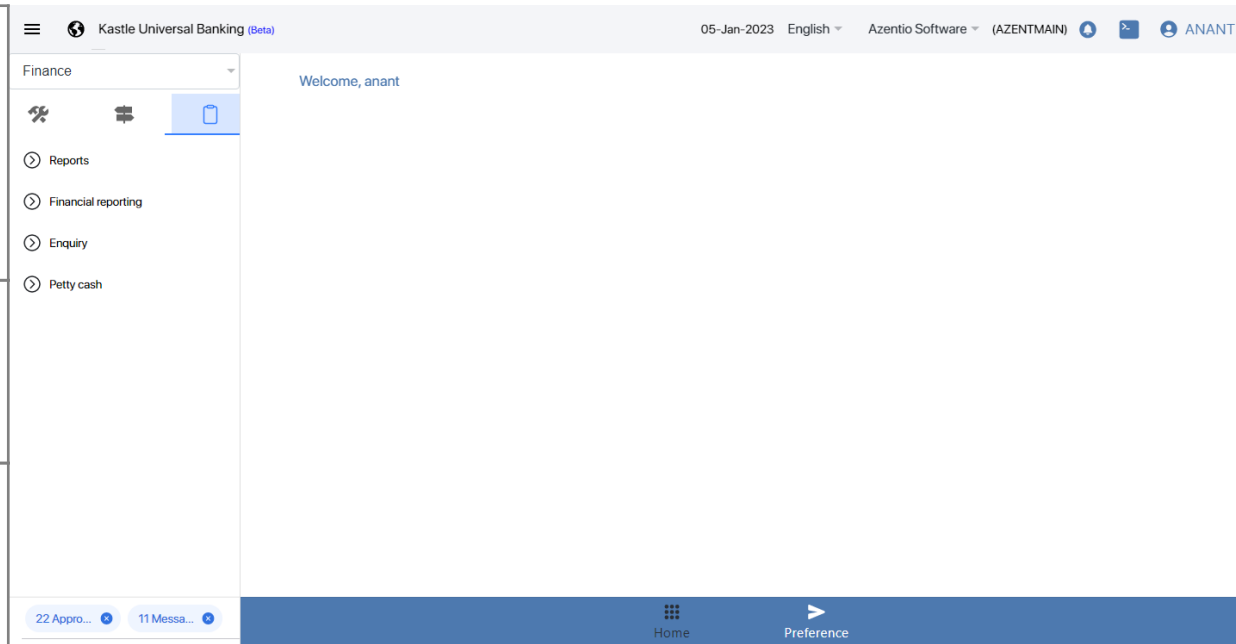 Kastle Universal Banking (Beta) 05-Jan-2023 English Azentio Software (AZENTMAIN) ANANT
Finance
Welcome, anant
Reports
Financial reporting
Enquiry
Petty cash
22 Appro... 11 Messa...
Home Preference